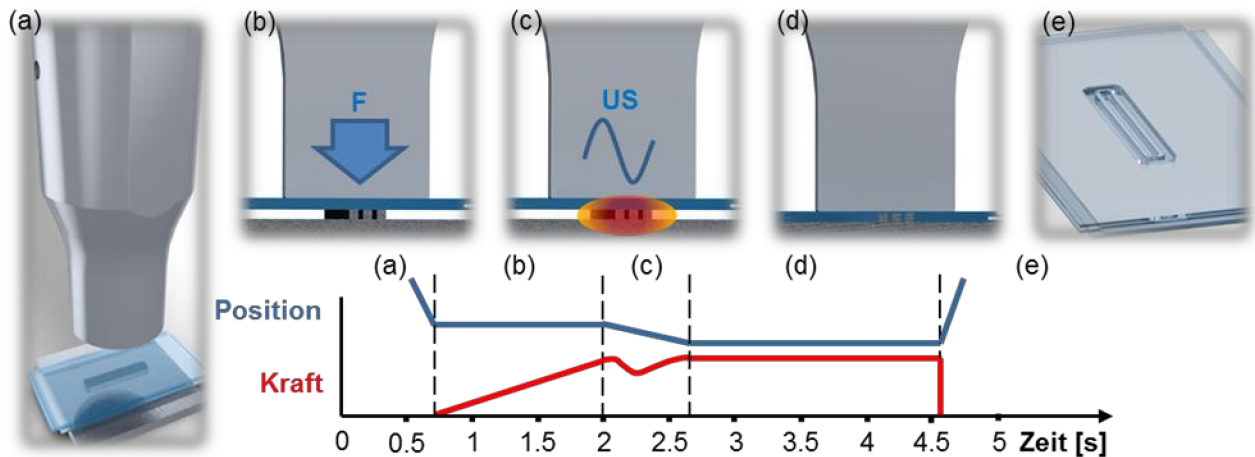 (a) (b) (c) (d) (e)
F US
(a) (b) (c) (d) (e)
Position
Kraft
0 0.5 1 1.5 2 2.5 3 3.5 4 4.5 5 Zeit [s]